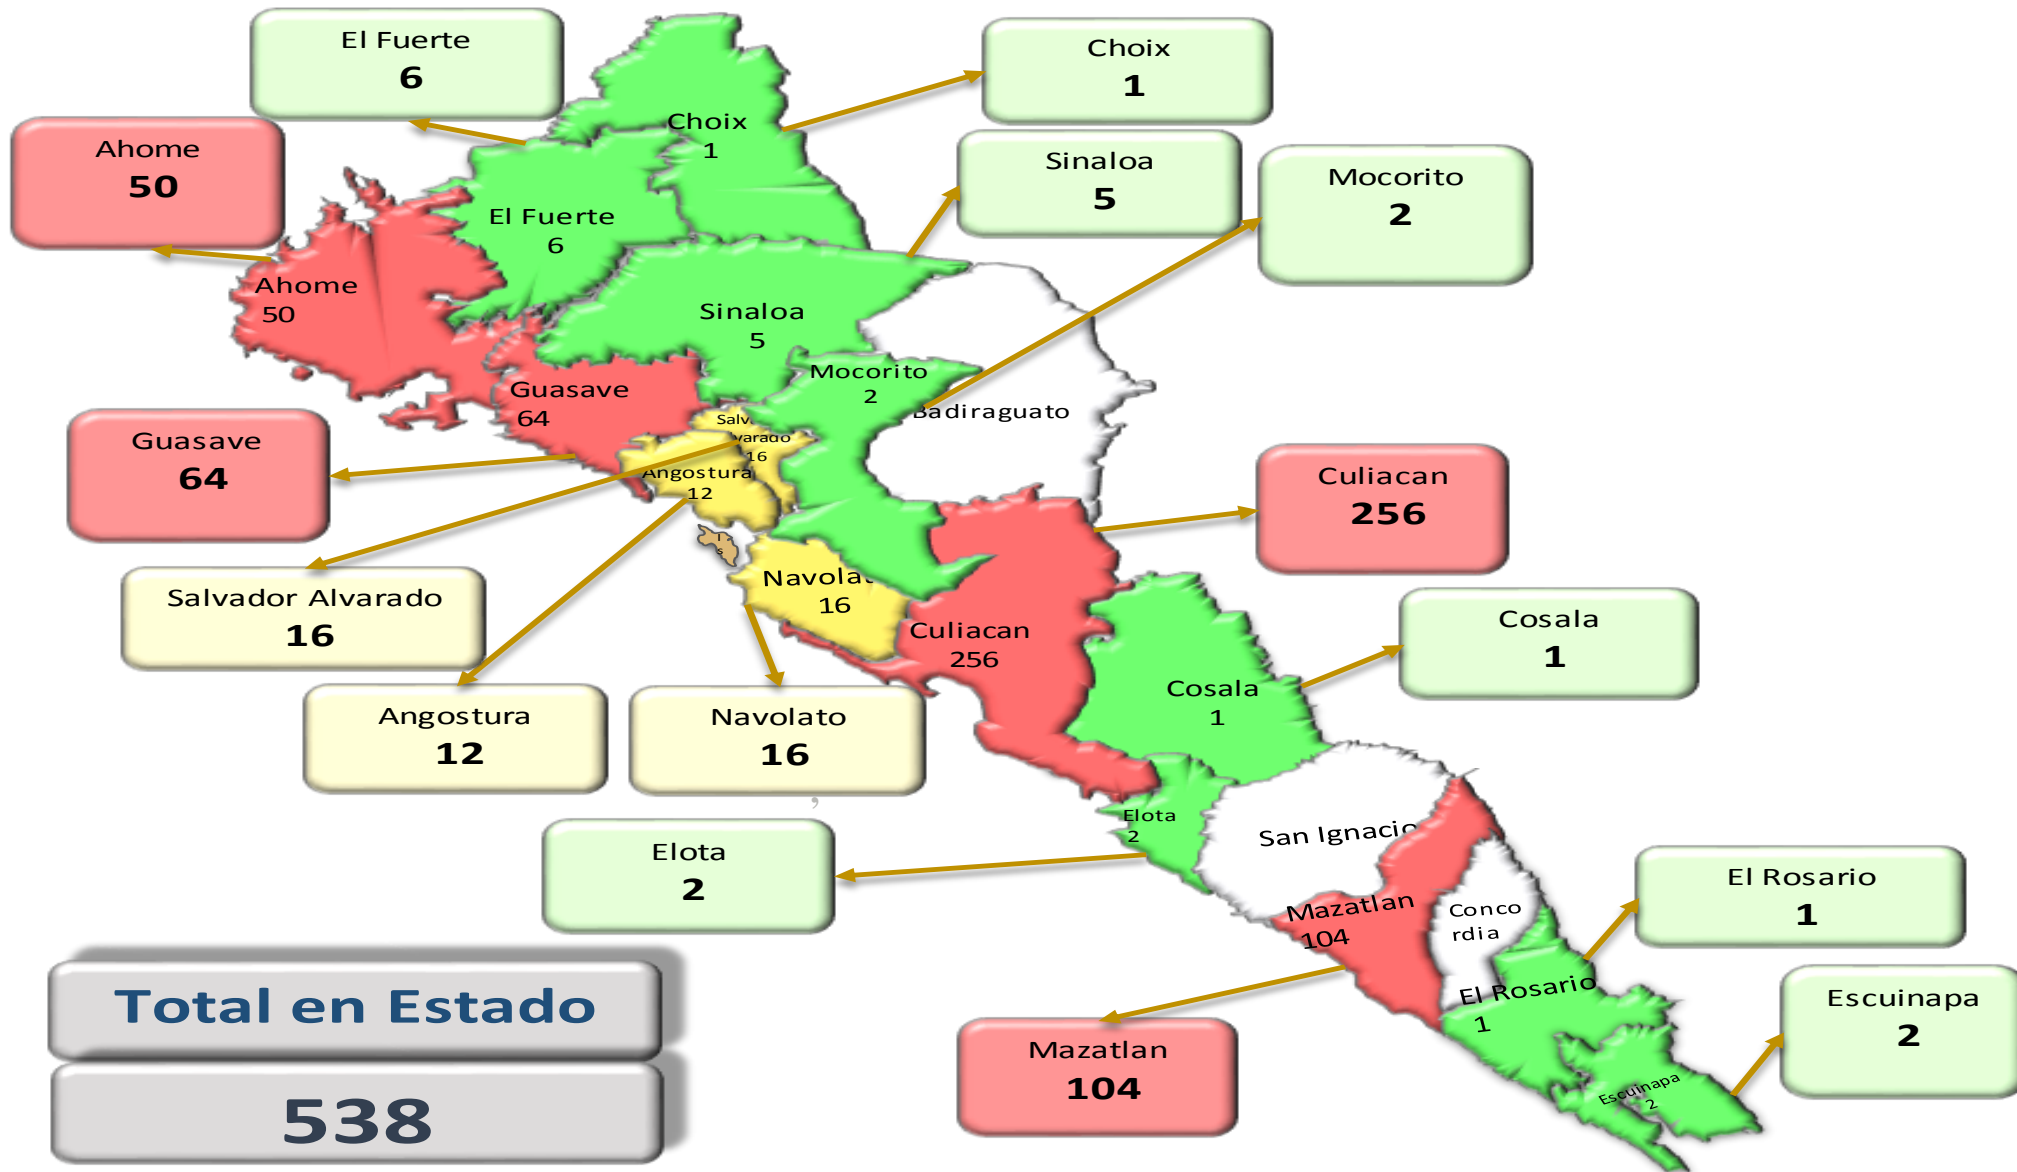 El Fuerte
6
Choix
1
Ahome
50
Sinaloa
5
Mocorito
2
Choix
1
El Fuerte
6
Ahome
50
Sinaloa
5
Mocorito
2
Guasave
64
Badiraguato
Salv
lvarado
16
Angostura
12
Guasave
64
Culiacan
256
Navolat
16
Salvador Alvarado
16
Culiacan
256
Cosala
1
Cosala
1
Angostura
12
Navolato
16
,
Elota
2
San Ignacio
Elota
2
Mazatlan
104
Conco
rdia
El Rosario
1
El Rosario
1
Escuinapa
2
Total en Estado
538
Mazatlan
104
Escuinapa
2